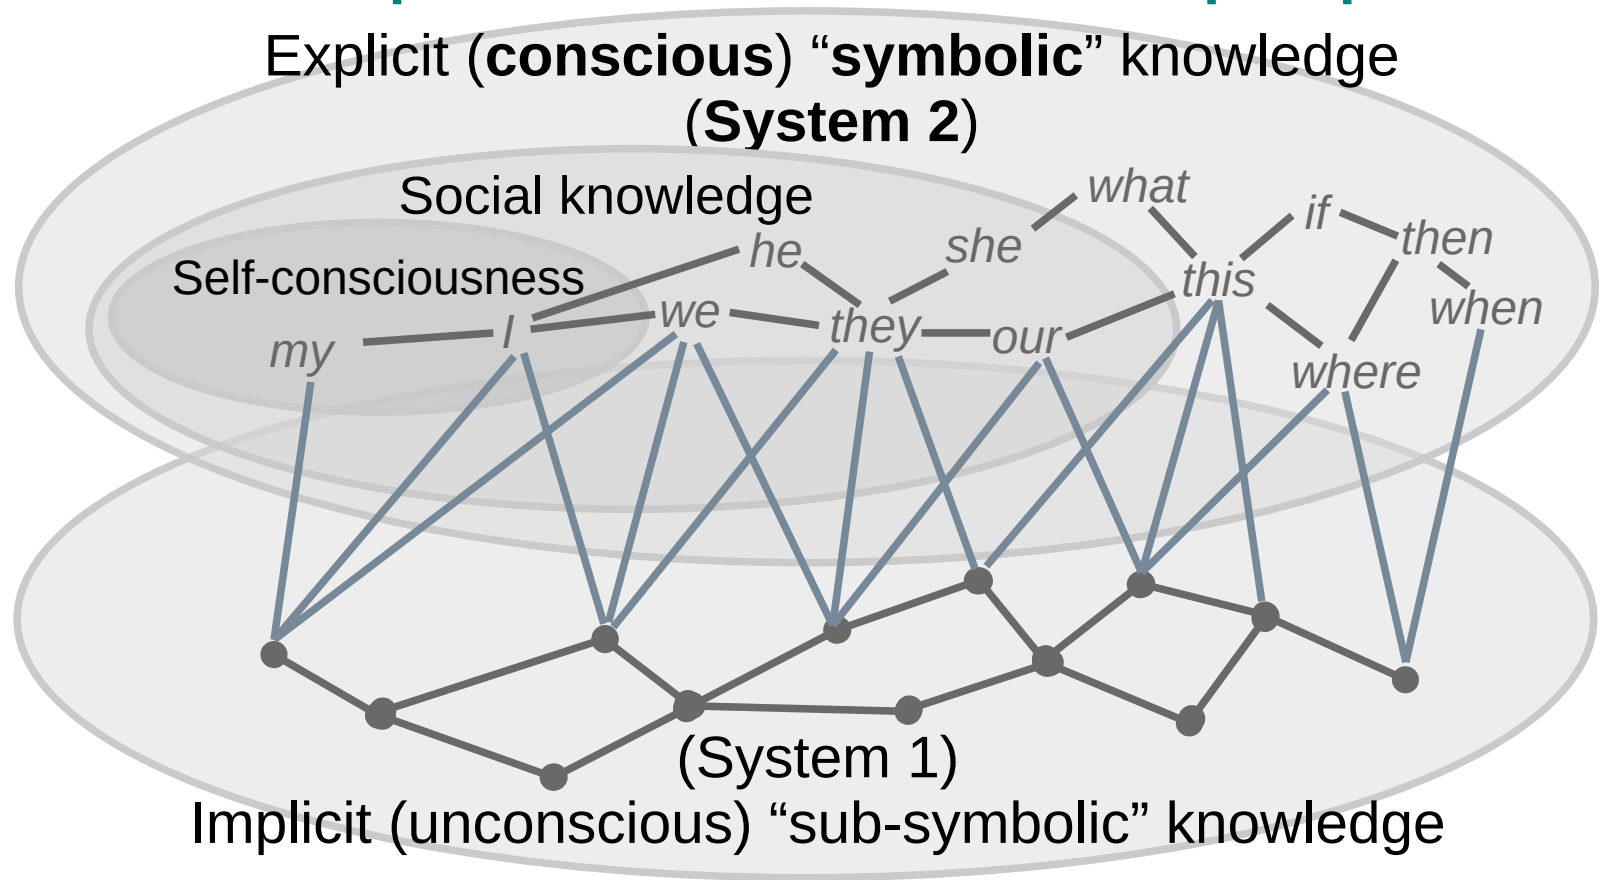 Explicit (conscious) “symbolic” knowledge
(System 2)
Social knowledge
what
if
then
he
she
Self-consciousness
this
when
we
they
our
I
my
where
(System 1)
Implicit (unconscious) “sub-symbolic” knowledge